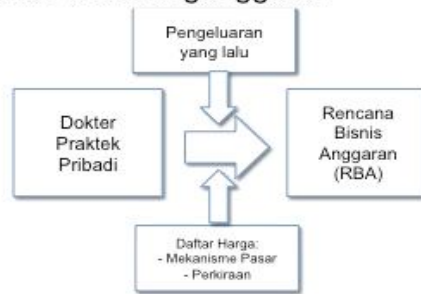 Pengeluaran
yang lalu
Dokter
Praktek
Pribadi
Rencana
Bisnis
Anggaran
(RBA)
Daftar Harga:
- Mekanisme Pasar
- Perkiraan